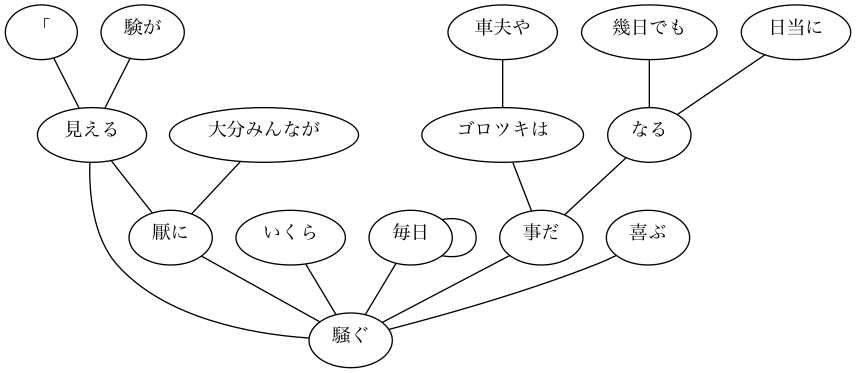 「
験が
車夫や
幾日でも
日当に
見える
大分みんなが
ゴロツキは
なる
厭に
いくら
毎日
事だ
喜ぶ
騒ぐ